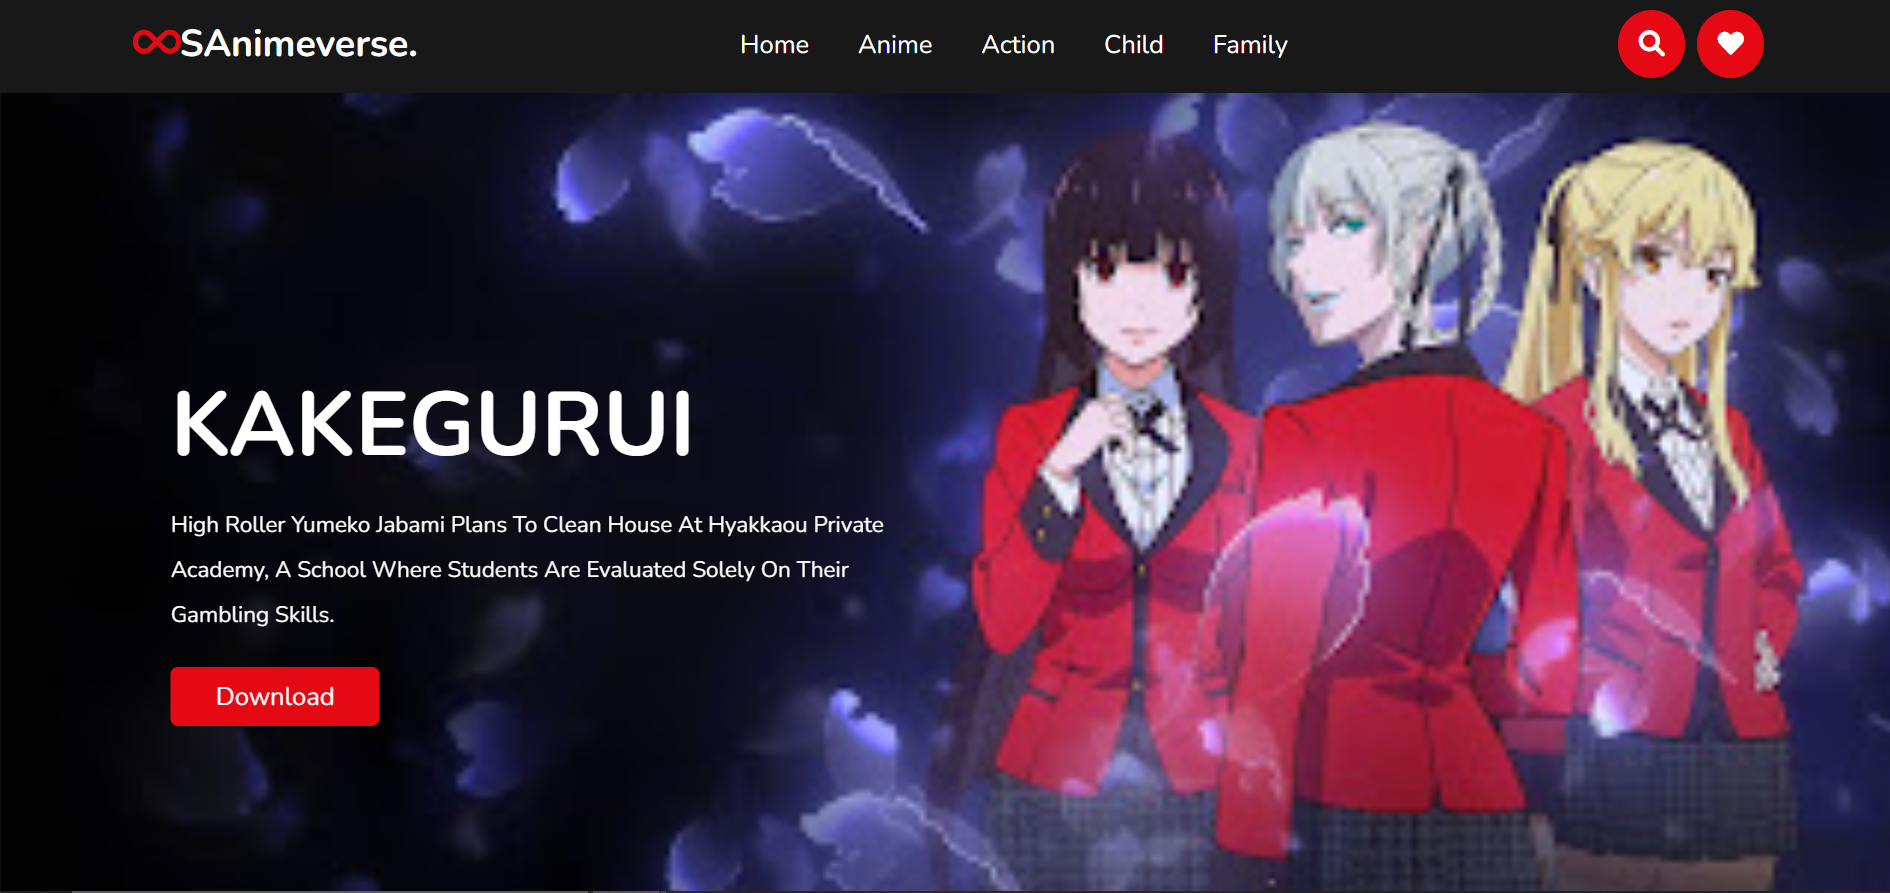 SAnimeverse.
Home Anime Action Child Family
KAKEGURUI
High Roller Yumeko Jabami Plans To Clean House At Hyakkaou Private
Academy, A School Where Students Are Evaluated Solely On Their
Gambling Skills.
Download